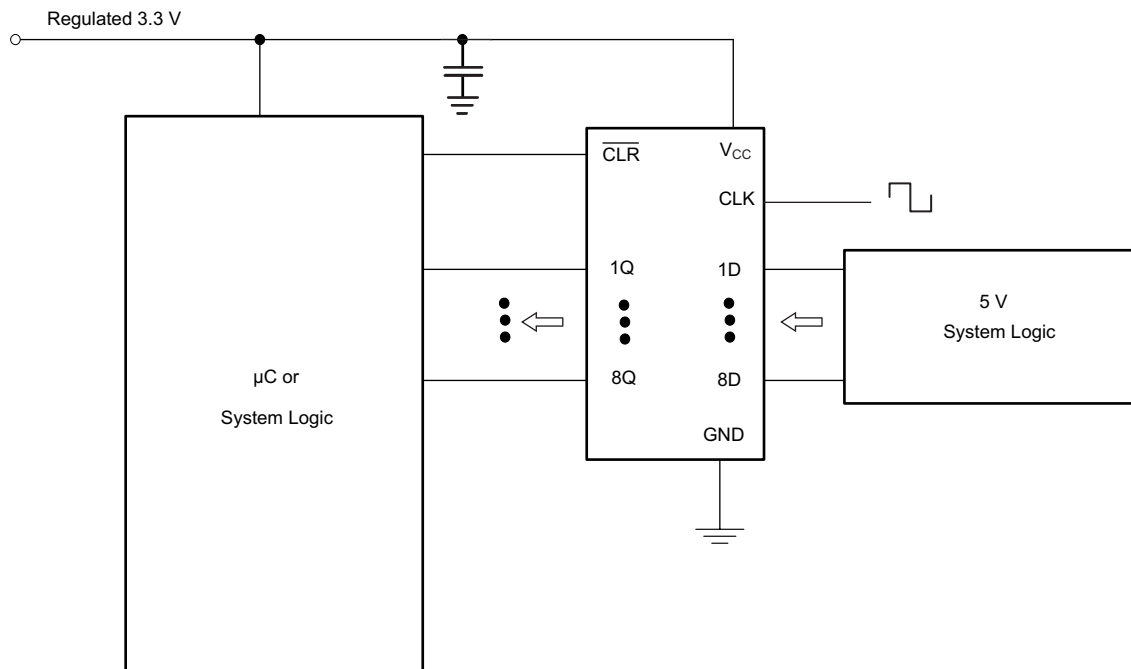 Regulated 3.3 V
CLR
VCC
CLK
1Q
1D
5 V
System Logic
µC or
System Logic
8Q
8D
GND